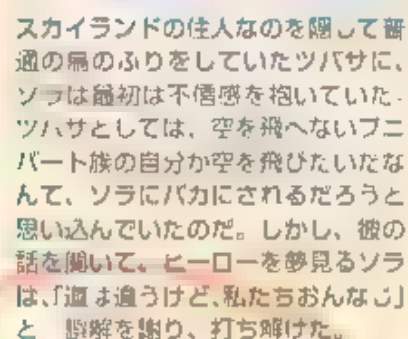 スカイランドの住人なのを隠して普
通の鳥のふりをしていたツバサに、
ソラは最初は不信感を抱いていた。
ツバサとしては、空を飛べないプニ
バード族の自分が空を飛びたいだな
んて、ソラにバカにされるだろうと
思い込んでいたのだ。しかし、彼の
話を聞いて、ヒーローを夢見るソラ
は、「道は違うけど、私たちおんなじ」
と 誤解を謝り、打ち解けた。